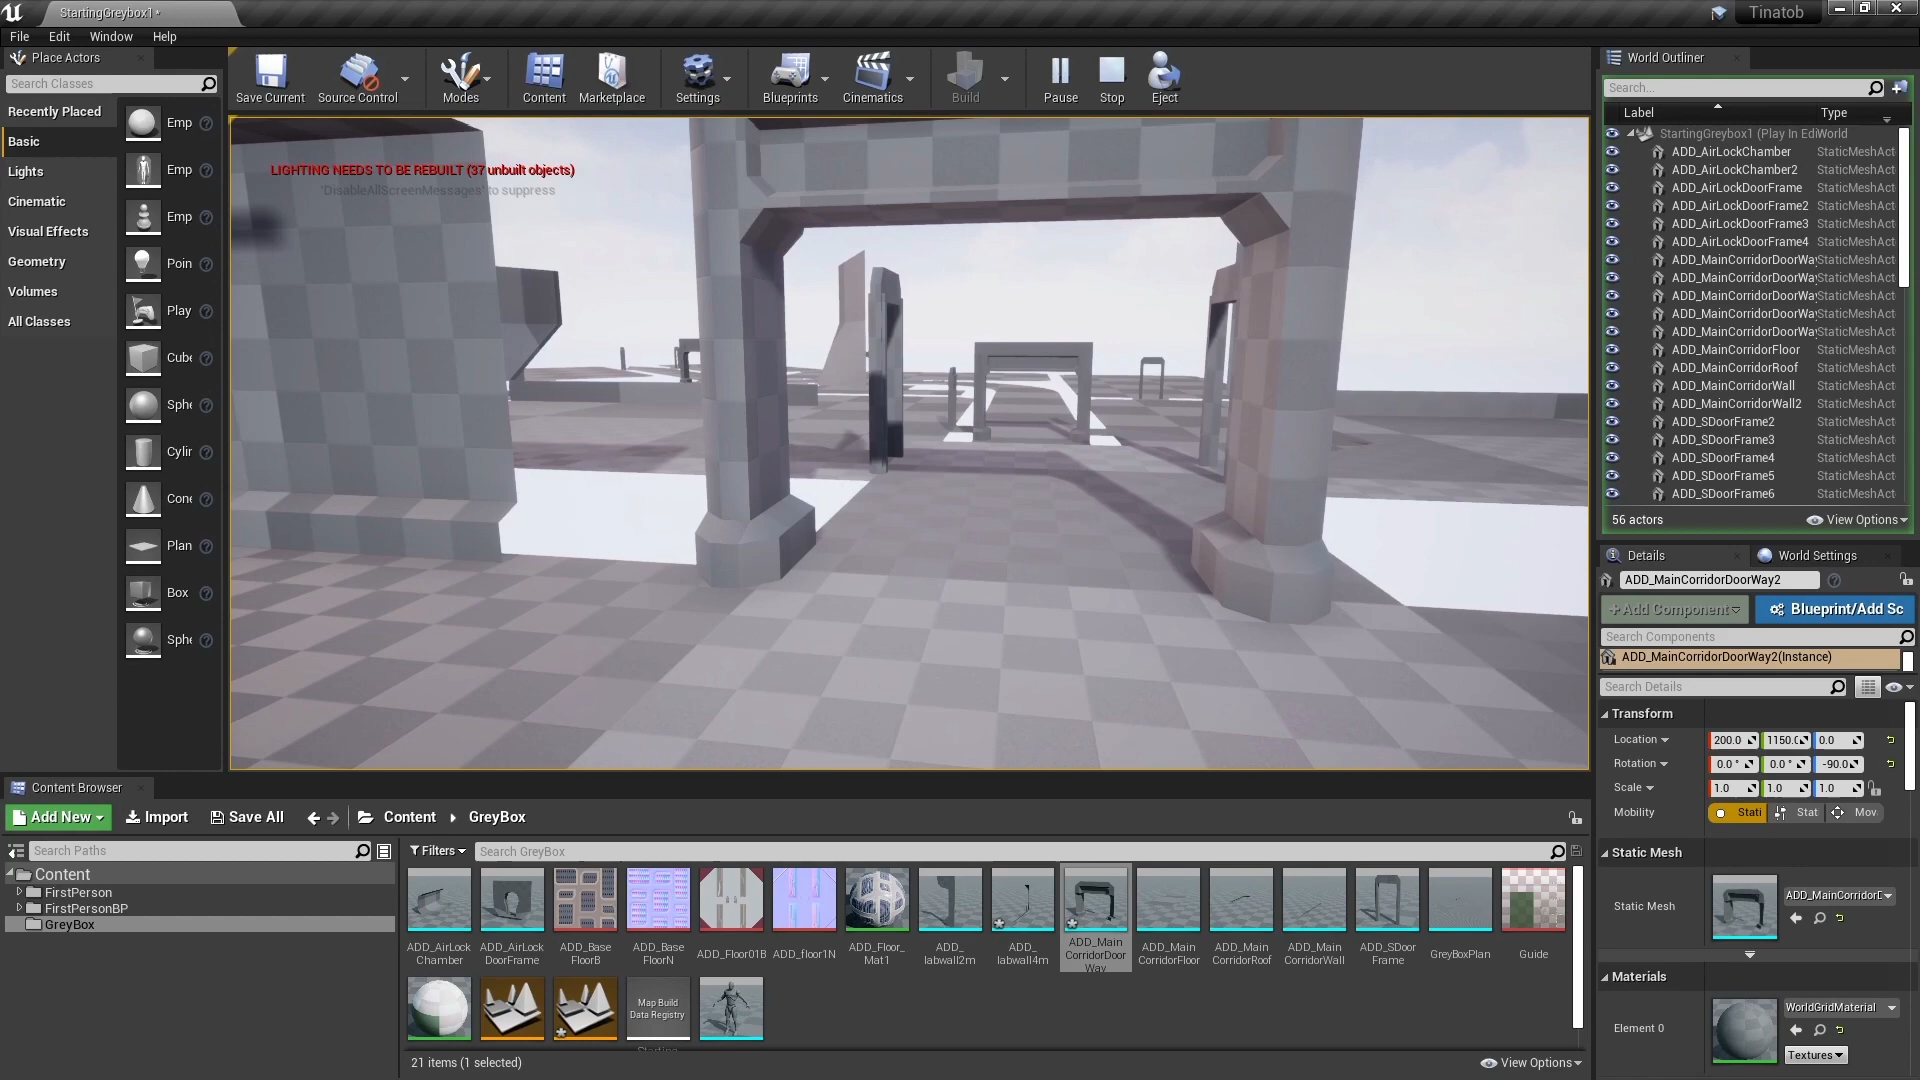 StartingGreybox1*
Tinatob
File Edit Window Help
Place Actors
Search Classes
Recently Placed
Basic
Lights
Cinematic
Visual Effects
Geometry
Volumes
All Classes
Emp
Emp
Emp
Poin
Play
Cube
Sphe
Cylin
Cone
Plan
Box
Sphe
Save Current
Source Control
Modes
Content
Marketplace
Settings
Blueprints
Cinematics
Build
Pause
Stop
Eject
LIGHTING NEEDS TO BE REBUILT (37 unbuilt objects)
'DisableAllScreenMessages' to suppress
World Outliner
Search...
Label Type
StartingGreybox1 (Play In Edi World
ADD_AirLockChamber StaticMeshAct
ADD_AirLockChamber2 StaticMeshAct
ADD_AirLockDoorFrame StaticMeshAct
ADD_AirLockDoorFrame2 StaticMeshAct
ADD_AirLockDoorFrame3 StaticMeshAct
ADD_AirLockDoorFrame4 StaticMeshAct
ADD_MainCorridorDoorWay StaticMeshAct
ADD_MainCorridorDoorWay StaticMeshAct
ADD_MainCorridorDoorWay StaticMeshAct
ADD_MainCorridorDoorWay StaticMeshAct
ADD_MainCorridorDoorWay StaticMeshAct
ADD_MainCorridorFloor StaticMeshAct
ADD_MainCorridorRoof StaticMeshAct
ADD_MainCorridorWall StaticMeshAct
ADD_MainCorridorWall2 StaticMeshAct
ADD_SDoorFrame2 StaticMeshAct
ADD_SDoorFrame3 StaticMeshAct
ADD_SDoorFrame4 StaticMeshAct
ADD_SDoorFrame5 StaticMeshAct
ADD_SDoorFrame6 StaticMeshAct
56 actors
View Options
Details
World Settings
ADD_MainCorridorDoorWay2
+Add Component
Blueprint/Add Sc
Search Components
ADD_MainCorridorDoorWay2(Instance)
Search Details
Transform
Location 200.0 1150.0 0.0
Rotation 0.0 ° 0.0 ° -90.0
Scale 1.0 1.0 1.0
Mobility Stati Stat Mov
Static Mesh
Static Mesh
ADD_MainCorridorD
Materials
Element 0
WorldGridMaterial
Textures
Content Browser
Add New
Import
Save All
Content
GreyBox
Search Paths
Content
FirstPerson
FirstPersonBP
GreyBox
Filters
Search GreyBox
ADD_AirLock
Chamber
ADD_AirLock
DoorFrame
ADD_Base
FloorB
ADD_Base
FloorN
ADD_Floor01B
ADD_floor1N
ADD_Floor_
Mat1
ADD_
labwall2m
ADD_
labwall4m
ADD_Main
CorridorDoor
Way
ADD_Main
CorridorFloor
ADD_Main
CorridorRoof
ADD_Main
CorridorWall
ADD_SDoor
Frame
GreyBoxPlan
Guide
Map Build
Data Registry
21 items (1 selected)
View Options